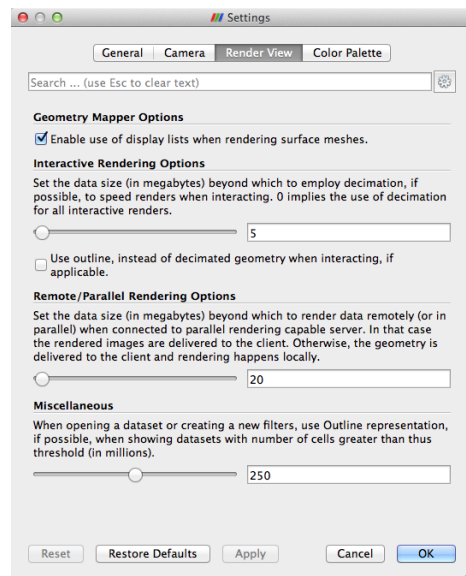 Settings
General Camera Render View Color Palette
Search ... (use Esc to clear text)
Geometry Mapper Options
Enable use of display lists when rendering surface meshes.
Interactive Rendering Options
Set the data size (in megabytes) beyond which to employ decimation, if
possible, to speed renders when interacting. 0 implies the use of decimation
for all interactive renders.
5
Use outline, instead of decimated geometry when interacting, if
applicable.
Remote/Parallel Rendering Options
Set the data size (in megabytes) beyond which to render data remotely (or in
parallel) when connected to parallel rendering capable server. In that case
the rendered images are delivered to the client. Otherwise, the geometry is
delivered to the client and rendering happens locally.
20
Miscellaneous
When opening a dataset or creating a new filters, use Outline representation,
if possible, when showing datasets with number of cells greater than thus
threshold (in millions).
250
Reset Restore Defaults Apply Cancel OK